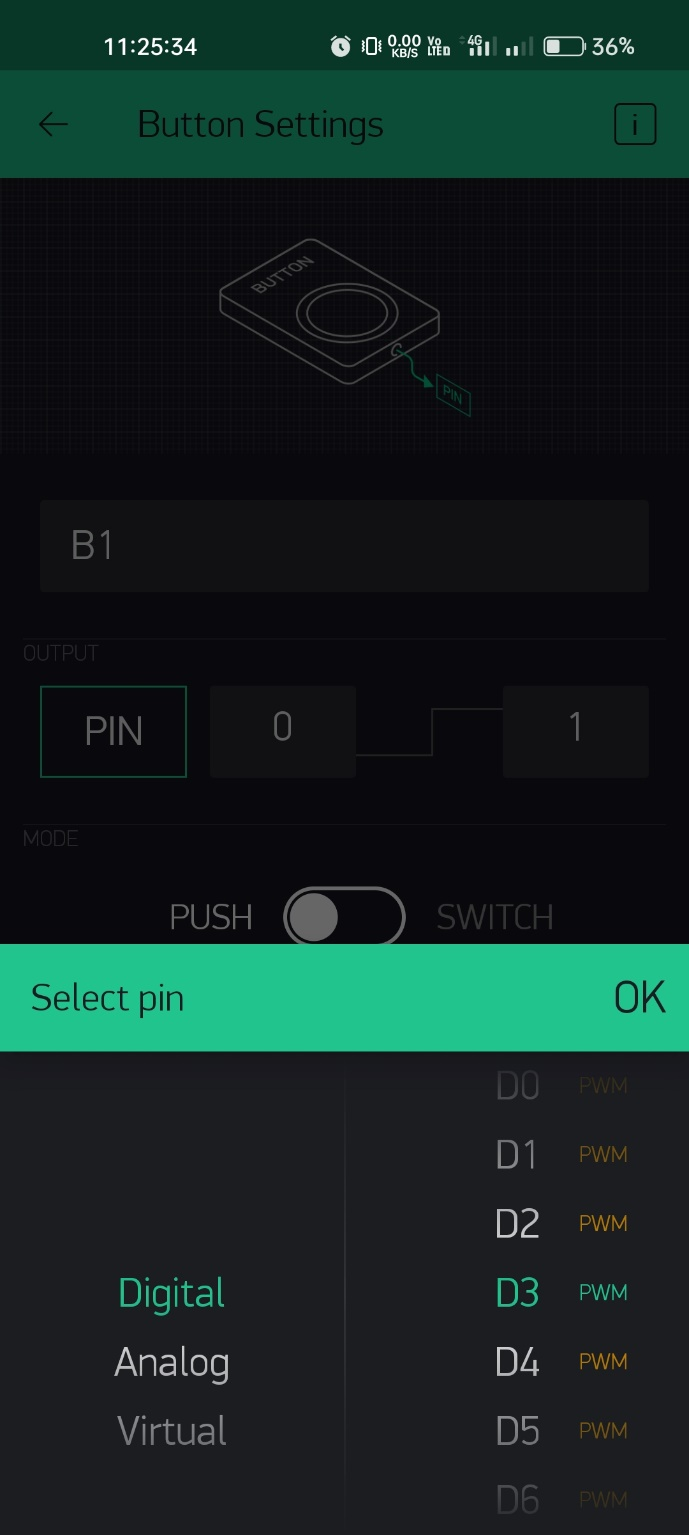 11:25:34 0.00 KB/S Vo LTE 4G 36%
Button Settings i
BUTTON
PIN
B1
OUTPUT
PIN 0 1
MODE
PUSH SWITCH
Select pin OK
D0 PWM
D1 PWM
D2 PWM
Digital D3 PWM
Analog D4 PWM
Virtual D5 PWM
D6 PWM